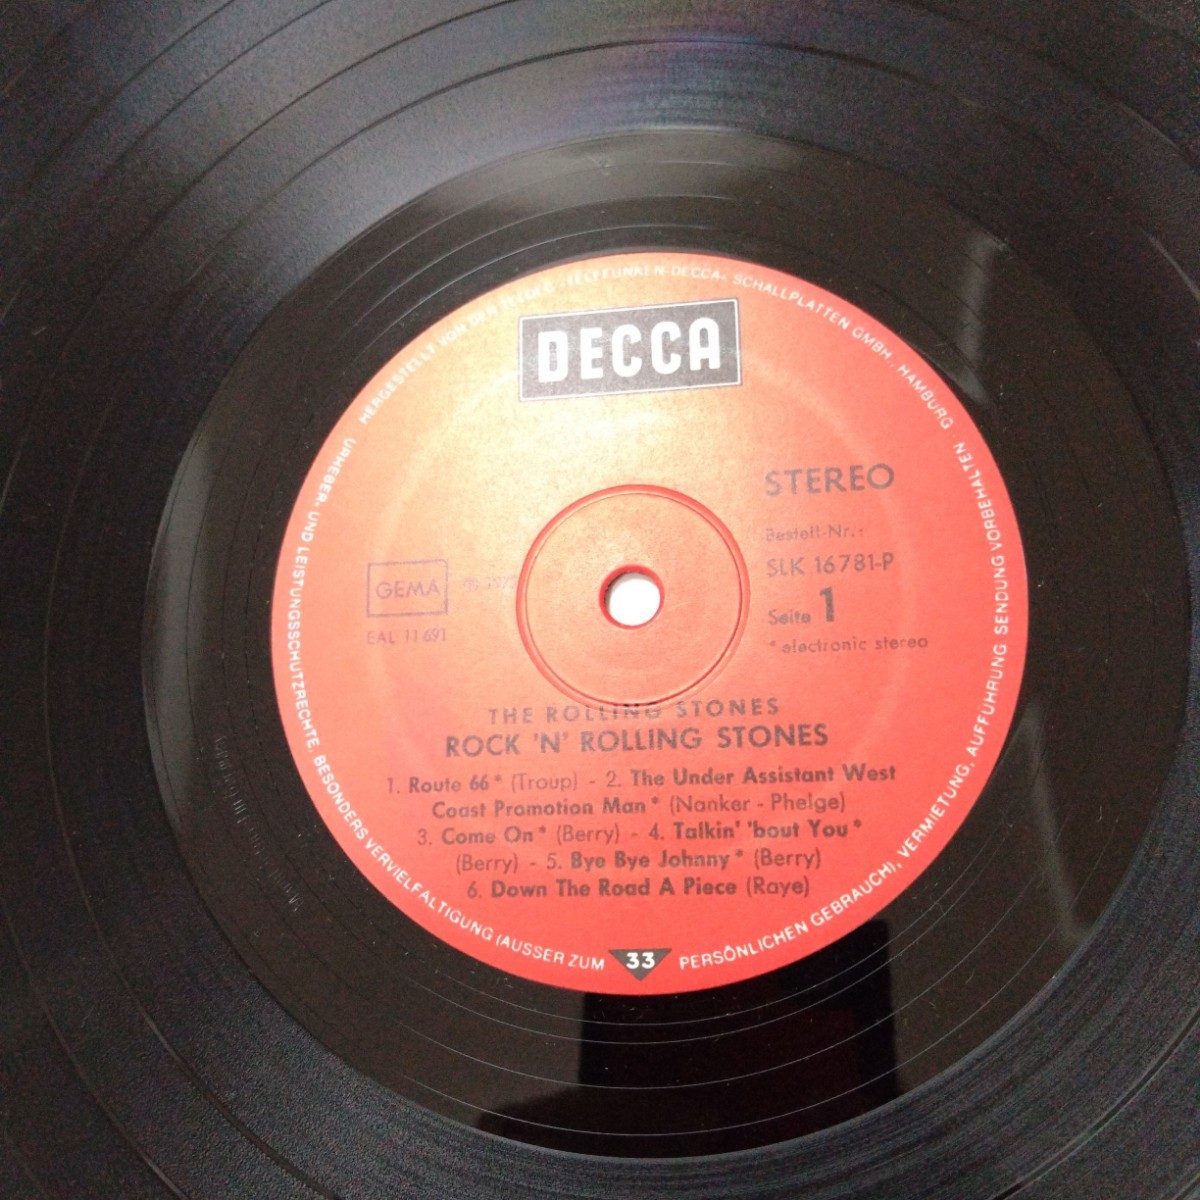 HERGESTELLT VON DER TELDEC »TELEFUNKEN-DECCA« SCHALLPLATTEN GMBH., HAMBURG
URHEBER- UND LEISTUNGSSCHUTZRECHTE, BESONDERS VERVIELFÄLTIGUNG (AUSSER ZUM PERSÖNLICHEN GEBRAUCH), VERMIETUNG, AUFFÜHRUNG SENDUNG VORBEHALTEN
DECCA
STEREO
Bestell-Nr.:
SLK 16781-P
Seite 1
* electronic stereo
GEMA
EAL 11 691
THE ROLLING STONES
ROCK 'N' ROLLING STONES
1. Route 66* (Troup) - 2. The Under Assistant West
Coast Promotion Man* (Nanker - Phelge)
3. Come On* (Berry) - 4. Talkin' 'bout You*
(Berry) - 5. Bye Bye Johnny* (Berry)
6. Down The Road A Piece (Raye)
33